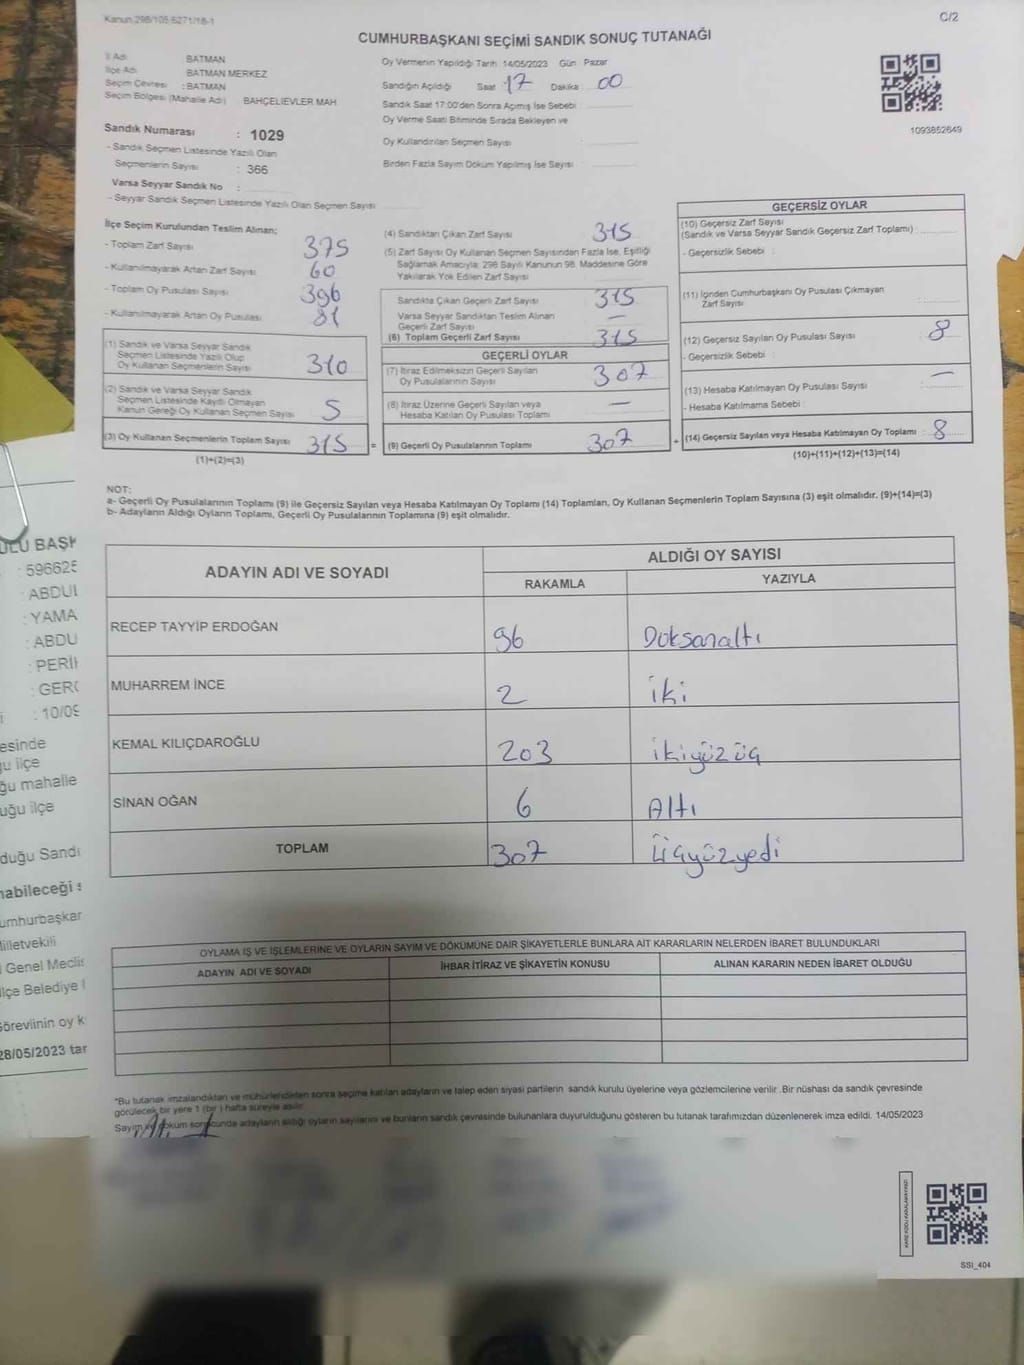 Kanun 298/105;6271/18-1
C/2
CUMHURBAŞKANI SEÇİMİ SANDIK SONUÇ TUTANAĞI
İl Adı BATMAN
İlçe Adı BATMAN MERKEZ
Seçim Çevresi : BATMAN
Seçim Bölgesi (Mahalle Adı) BAHÇELİEVLER MAH
Oy Vermenin Yapıldığı Tarih : 14/05/2023 Gün Pazar
Sandığın Açıldığı Saat 17 Dakika 00
Sandık Saat 17:00'den Sonra Açılmış İse Sebebi
Oy Verme Saati Bitiminde Sırada Bekleyen ve
Oy Kullandırılan Seçmen Sayısı
Birden Fazla Sayım Döküm Yapılmış İse Sayısı
1093852649
Sandık Numarası : 1029
- Sandık Seçmen Listesinde Yazılı Olan
Seçmenlerin Sayısı : 366
Varsa Seyyar Sandık No :
- Seyyar Sandık Seçmen Listesinde Yazılı Olan Seçmen Sayısı
İlçe Seçim Kurulundan Teslim Alınan;
- Toplam Zarf Sayısı 375
- Kullanılmayarak Artan Zarf Sayısı 60
- Toplam Oy Pusulası Sayısı 396
- Kullanılmayarak Artan Oy Pusulası 81
(1) Sandık ve Varsa Seyyar Sandık
Seçmen Listesinde Yazılı Olup
Oy Kullanan Seçmenlerin Sayısı 310
(2) Sandık ve Varsa Seyyar Sandık
Seçmen Listesinde Kayıtlı Olmayan
Kanun Gereği Oy Kullanan Seçmen Sayısı 5
(3) Oy Kullanan Seçmenlerin Toplam Sayısı 315
(1)+(2)=(3)
(4) Sandıktan Çıkan Zarf Sayısı 315
(5) Zarf Sayısı Oy Kullanan Seçmen Sayısından Fazla İse, Eşitliği
Sağlamak Amacıyla; 298 Sayılı Kanunun 98. Maddesine Göre
Yakılarak Yok Edilen Zarf Sayısı
Sandıkta Çıkan Geçerli Zarf Sayısı 315
Varsa Seyyar Sandıktan Teslim Alınan
Geçerli Zarf Sayısı —
(6) Toplam Geçerli Zarf Sayısı 315
GEÇERLİ OYLAR
(7) İtiraz Edilmeksizin Geçerli Sayılan
Oy Pusulalarının Sayısı 307
(8) İtiraz Üzerine Geçerli Sayılan veya
Hesaba Katılan Oy Pusulası Toplamı —
= (9) Geçerli Oy Pusulalarının Toplamı 307
GEÇERSİZ OYLAR
(10) Geçersiz Zarf Sayısı
(Sandık ve Varsa Seyyar Sandık Geçersiz Zarf Toplamı) :
- Geçersizlik Sebebi :
(11) İçinden Cumhurbaşkanı Oy Pusulası Çıkmayan
Zarf Sayısı :
(12) Geçersiz Sayılan Oy Pusulası Sayısı : 8
- Geçersizlik Sebebi :
(13) Hesaba Katılmayan Oy Pusulası Sayısı : —
- Hesaba Katılmama Sebebi :
+ (14) Geçersiz Sayılan veya Hesaba Katılmayan Oy Toplamı : 8
(10)+(11)+(12)+(13)=(14)
NOT:
a- Geçerli Oy Pusulalarının Toplamı (9) ile Geçersiz Sayılan veya Hesaba Katılmayan Oy Toplamı (14) Toplamları, Oy Kullanan Seçmenlerin Toplam Sayısına (3) eşit olmalıdır. (9)+(14)=(3)
b- Adayların Aldığı Oyların Toplamı, Geçerli Oy Pusulalarının Toplamına (9) eşit olmalıdır.
ADAYIN ADI VE SOYADI
ALDIĞI OY SAYISI
RAKAMLA YAZIYLA
RECEP TAYYİP ERDOĞAN 96 Doksanaltı
MUHARREM İNCE 2 iki
KEMAL KILIÇDAROĞLU 203 ikiyüz üç
SİNAN OĞAN 6 Altı
TOPLAM 307 Üçyüzyedi
OYLAMA İŞ VE İŞLEMLERİNE VE OYLARIN SAYIM VE DÖKÜMÜNE DAİR ŞİKAYETLERLE BUNLARA AİT KARARLARIN NELERDEN İBARET BULUNDUKLARI
ADAYIN ADI VE SOYADI İHBAR İTİRAZ VE ŞİKAYETİN KONUSU ALINAN KARARIN NEDEN İBARET OLDUĞU
*Bu tutanak imzalandıktan ve mühürlendikten sonra seçime katılan adayların ve talep eden siyasi partilerin sandık kurulu üyelerine veya gözlemcilerine verilir. Bir nüshası da sandık çevresinde
görülecek bir yere 1 (bir) hafta süreyle asılır.
Sayım ve döküm sonucunda adayların aldığı oyların sayılarını ve bunların sandık çevresinde bulunanlara duyurulduğunu gösteren bu tutanak tarafımızdan düzenlenerek imza edildi. 14/05/2023
SSI_404
ULU BAŞK
: 596625
: ABDUL
: YAMA
: ABDU
: PERİH
: GERÇ
: 10/09
esinde
ğu ilçe
ğu mahalle
uğu ilçe
duğu Sandı
nabileceği s
umhurbaşkan
illetvekili
l Genel Meclis
lçe Belediye
Görevlinin oy k
28/05/2023 tar